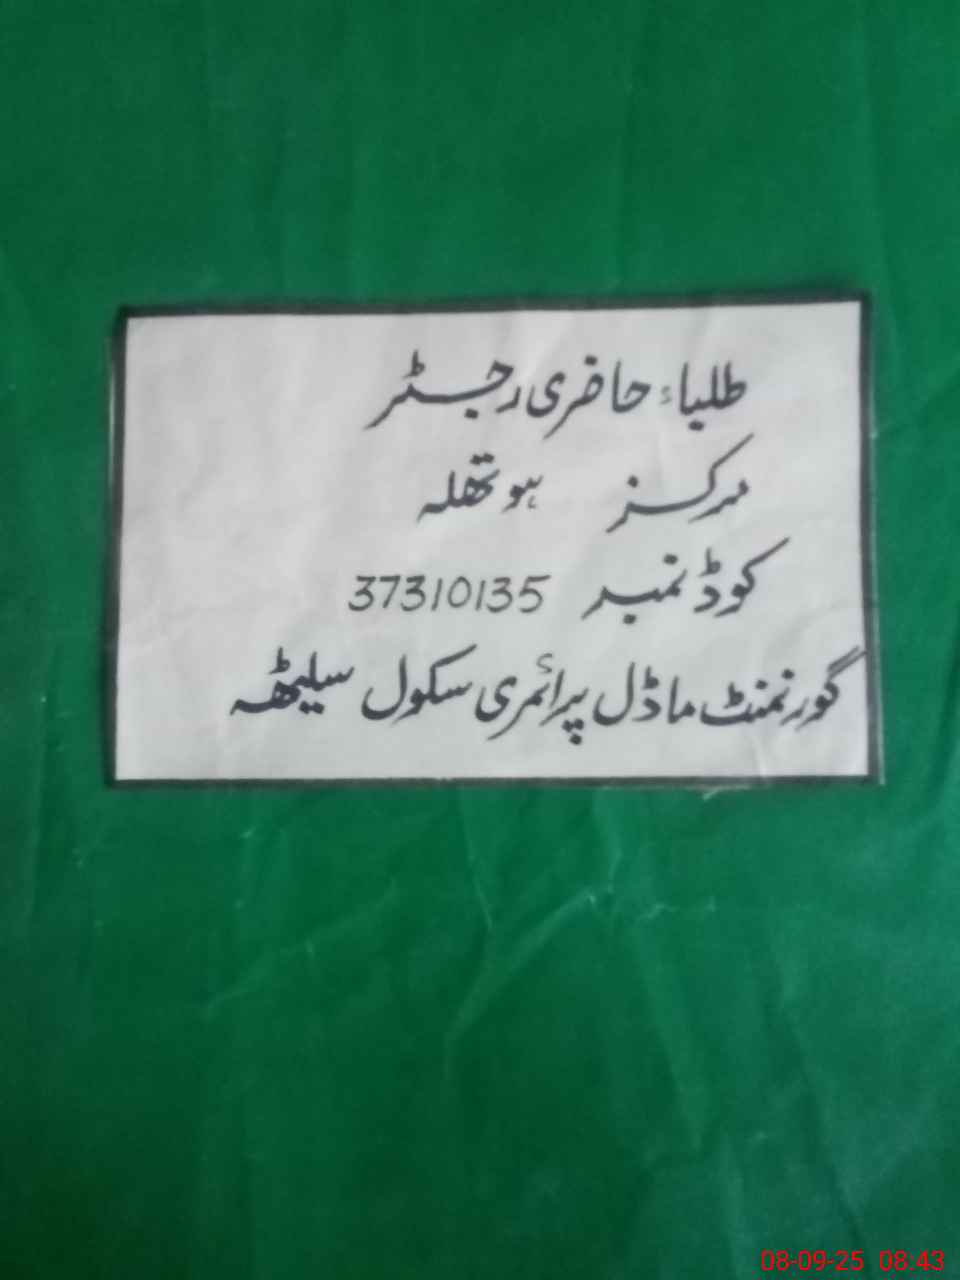 طلباء حاضری رجسٹر
مرکز ہوتھلہ
کوڈ نمبر 37310135
گورنمنٹ ماڈل پرائمری سکول سلیٹھہ
08-09-25 08:43